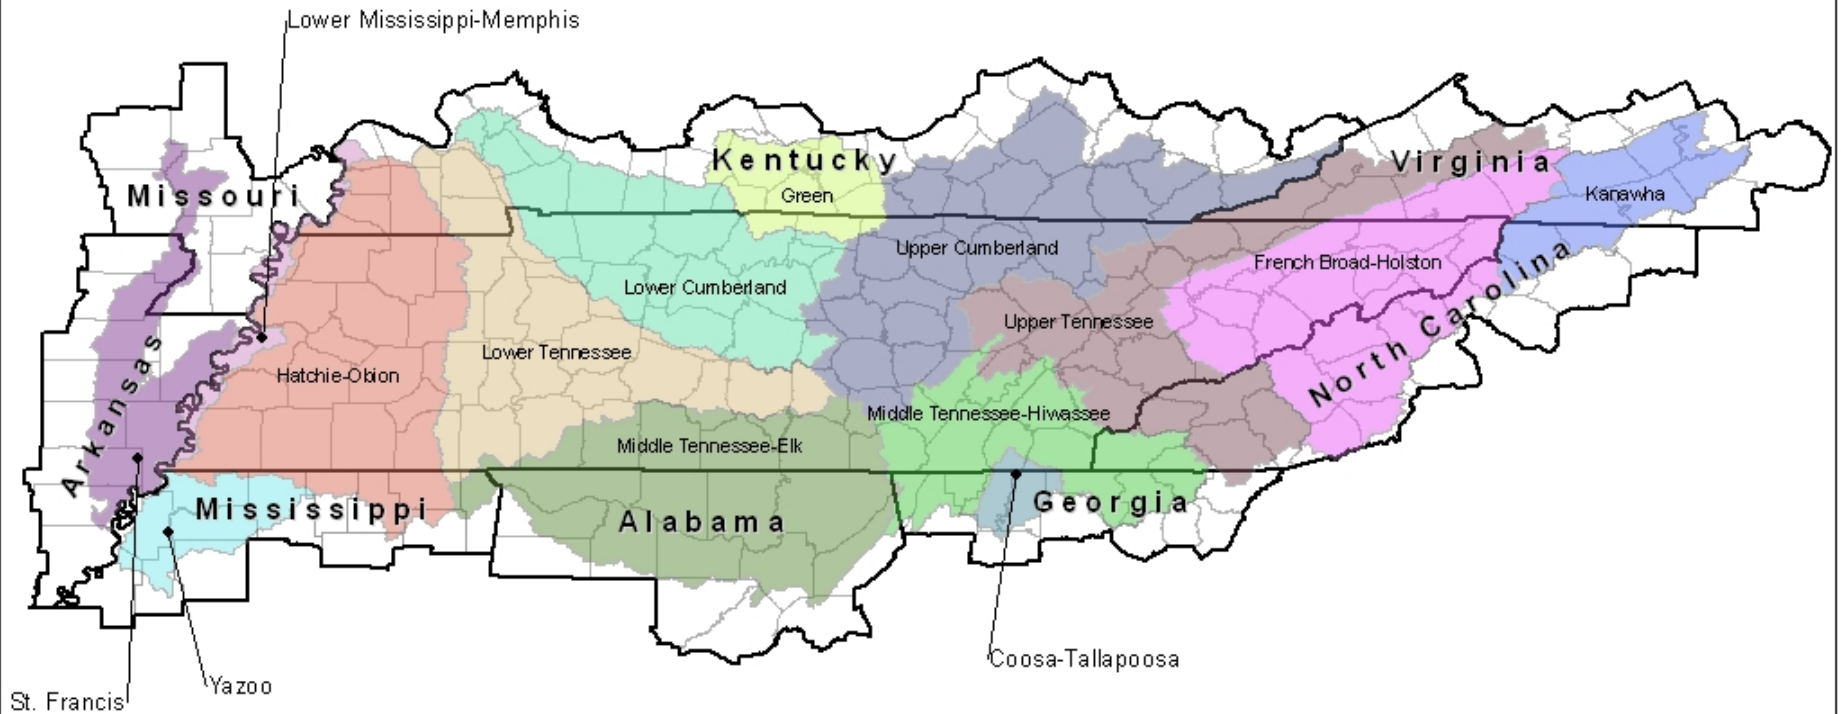 Lower Mississippi-Memphis
Kentucky
Virginia
Missouri
Green
Kanawha
Upper Cumberland
French Broad-Holston
Lower Cumberland
North Carolina
Upper Tennessee
Lower Tennessee
Hatchie-Obion
Arkansas
Middle Tennessee-Hiwassee
Middle Tennessee-Elk
Mississippi
Georgia
Alabama
Coosa-Tallapoosa
Yazoo
St. Francis